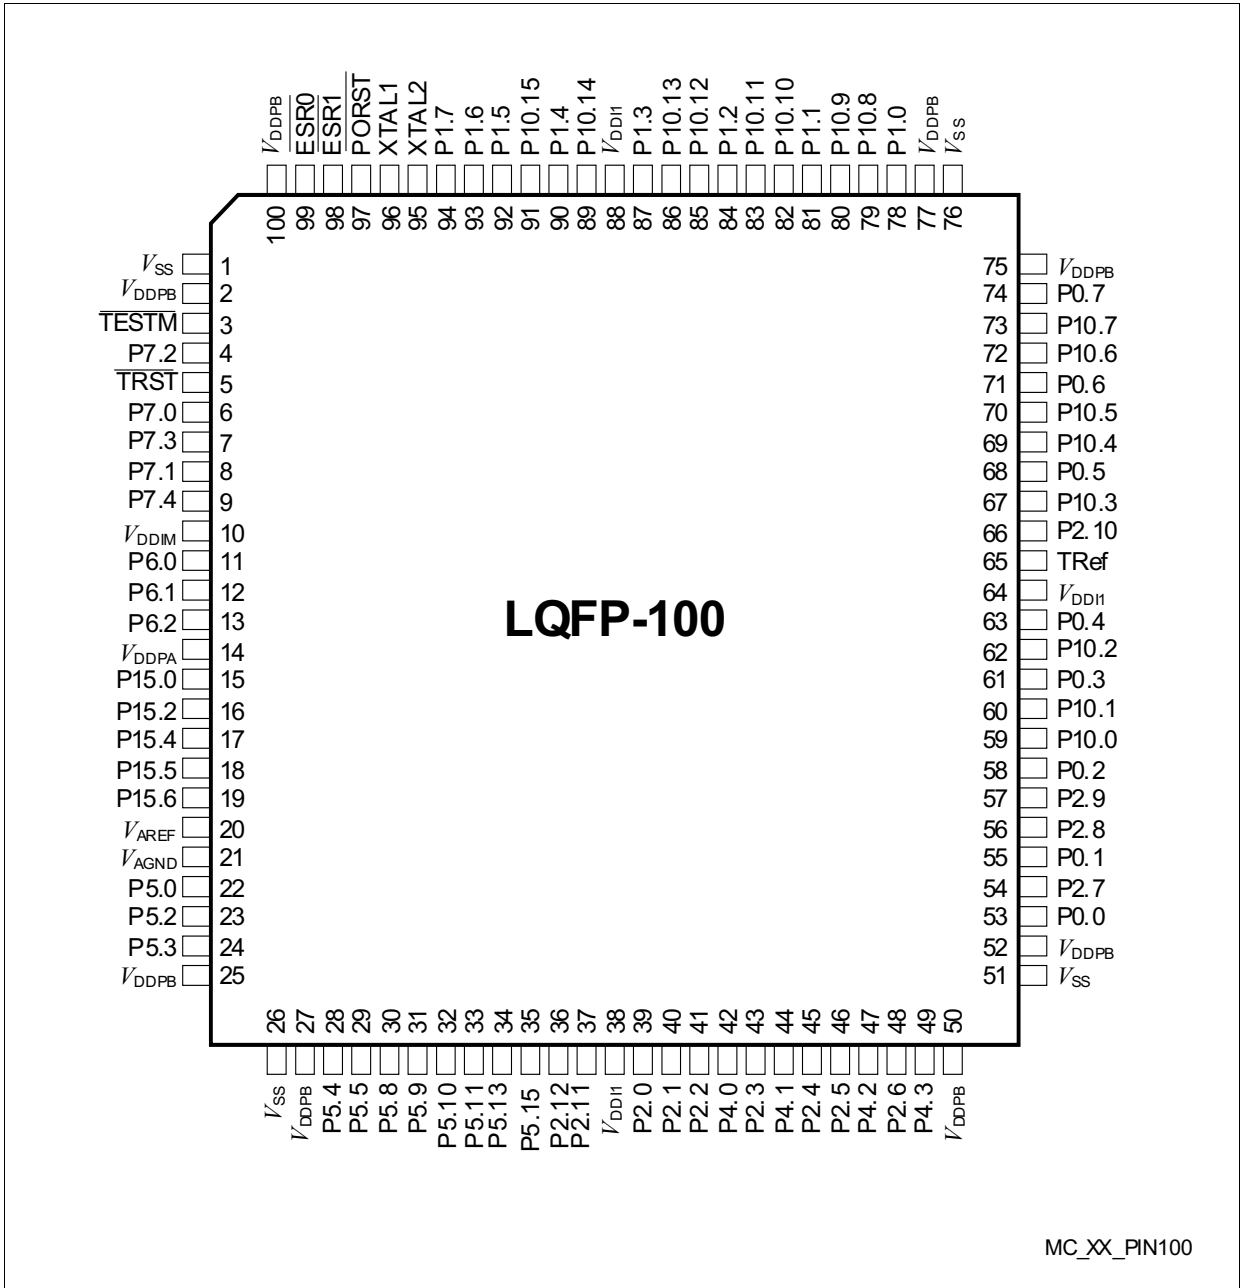 VDDPB
ESR0
ESR1
PORST
XTAL1
XTAL2
P1.7
P1.6
P1.5
P10.15
P1.4
P10.14
VDDI1
P1.3
P10.13
P10.12
P1.2
P10.11
P10.10
P1.1
P10.9
P10.8
P1.0
VDDPB
VSS
100 99 98 97 96 95 94 93 92 91 90 89 88 87 86 85 84 83 82 81 80 79 78 77 76
VSS 1
VDDPB 2
TESTM 3
P7.2 4
TRST 5
P7.0 6
P7.3 7
P7.1 8
P7.4 9
VDDIM 10
P6.0 11
P6.1 12
P6.2 13
VDDPA 14
P15.0 15
P15.2 16
P15.4 17
P15.5 18
P15.6 19
VAREF 20
VAGND 21
P5.0 22
P5.2 23
P5.3 24
VDDPB 25
LQFP-100
75 VDDPB
74 P0.7
73 P10.7
72 P10.6
71 P0.6
70 P10.5
69 P10.4
68 P0.5
67 P10.3
66 P2.10
65 TRef
64 VDDI1
63 P0.4
62 P10.2
61 P0.3
60 P10.1
59 P10.0
58 P0.2
57 P2.9
56 P2.8
55 P0.1
54 P2.7
53 P0.0
52 VDDPB
51 VSS
26 27 28 29 30 31 32 33 34 35 36 37 38 39 40 41 42 43 44 45 46 47 48 49 50
VSS
VDDPB
P5.4
P5.5
P5.8
P5.9
P5.10
P5.11
P5.13
P5.15
P2.12
P2.11
VDDI1
P2.0
P2.1
P2.2
P4.0
P2.3
P4.1
P2.4
P2.5
P4.2
P2.6
P4.3
VDDPB
MC_XX_PIN100